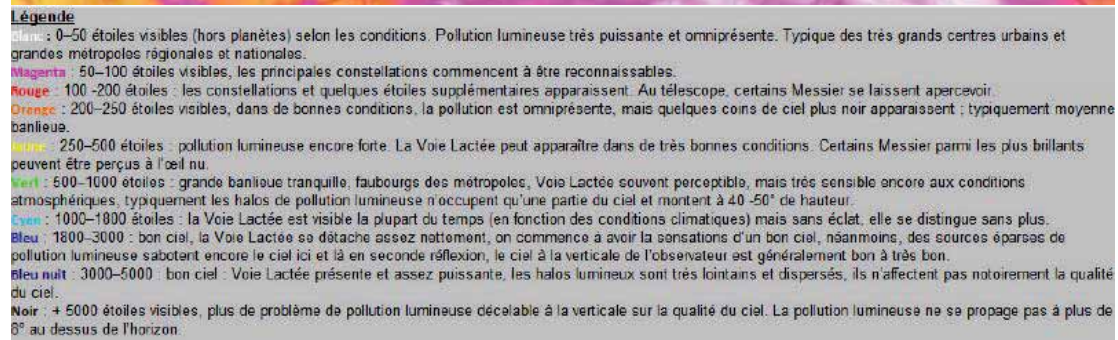 Légende
Blanc : 0–50 étoiles visibles (hors planètes) selon les conditions. Pollution lumineuse très puissante et omniprésente. Typique des très grands centres urbains et
grandes métropoles régionales et nationales.
Magenta : 50–100 étoiles visibles, les principales constellations commencent à être reconnaissables.
Rouge : 100 -200 étoiles : les constellations et quelques étoiles supplémentaires apparaissent. Au télescope, certains Messier se laissent apercevoir.
Orange : 200–250 étoiles visibles, dans de bonnes conditions, la pollution est omniprésente, mais quelques coins de ciel plus noir apparaissent ; typiquement moyenne
banlieue.
Jaune : 250–500 étoiles : pollution lumineuse encore forte. La Voie Lactée peut apparaître dans de très bonnes conditions. Certains Messier parmi les plus brillants
peuvent être perçus à l'œil nu.
Vert : 500–1000 étoiles : grande banlieue tranquille, faubourgs des métropoles, Voie Lactée souvent perceptible, mais très sensible encore aux conditions
atmosphériques, typiquement les halos de pollution lumineuse n'occupent qu'une partie du ciel et montent à 40 -50° de hauteur.
Cyan : 1000–1800 étoiles : la Voie Lactée est visible la plupart du temps (en fonction des conditions climatiques) mais sans éclat, elle se distingue sans plus.
Bleu : 1800–3000 : bon ciel, la Voie Lactée se détache assez nettement, on commence à avoir la sensations d'un bon ciel, néanmoins, des sources éparses de
pollution lumineuse sabotent encore le ciel ici et là en seconde réflexion, le ciel à la verticale de l'observateur est généralement bon à très bon.
Bleu nuit : 3000–5000 : bon ciel : Voie Lactée présente et assez puissante, les halos lumineux sont très lointains et dispersés, ils n'affectent pas notoirement la qualité
du ciel.
Noir : + 5000 étoiles visibles, plus de problème de pollution lumineuse décelable à la verticale sur la qualité du ciel. La pollution lumineuse ne se propage pas à plus de
8° au dessus de l'horizon.